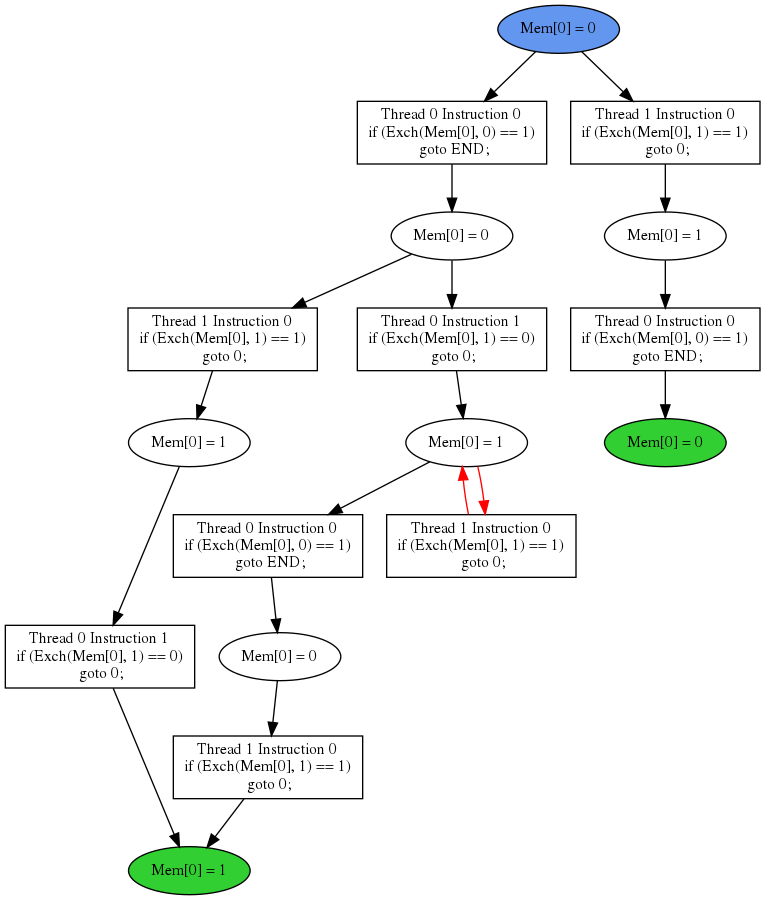 Mem[0] = 0
Thread 0 Instruction 0
if (Exch(Mem[0], 0) == 1)
goto END;
Thread 1 Instruction 0
if (Exch(Mem[0], 1) == 1)
goto 0;
Mem[0] = 0
Mem[0] = 1
Thread 1 Instruction 0
if (Exch(Mem[0], 1) == 1)
goto 0;
Thread 0 Instruction 1
if (Exch(Mem[0], 1) == 0)
goto 0;
Thread 0 Instruction 0
if (Exch(Mem[0], 0) == 1)
goto END;
Mem[0] = 1
Mem[0] = 1
Mem[0] = 0
Thread 0 Instruction 0
if (Exch(Mem[0], 0) == 1)
goto END;
Thread 1 Instruction 0
if (Exch(Mem[0], 1) == 1)
goto 0;
Thread 0 Instruction 1
if (Exch(Mem[0], 1) == 0)
goto 0;
Mem[0] = 0
Thread 1 Instruction 0
if (Exch(Mem[0], 1) == 1)
goto 0;
Mem[0] = 1